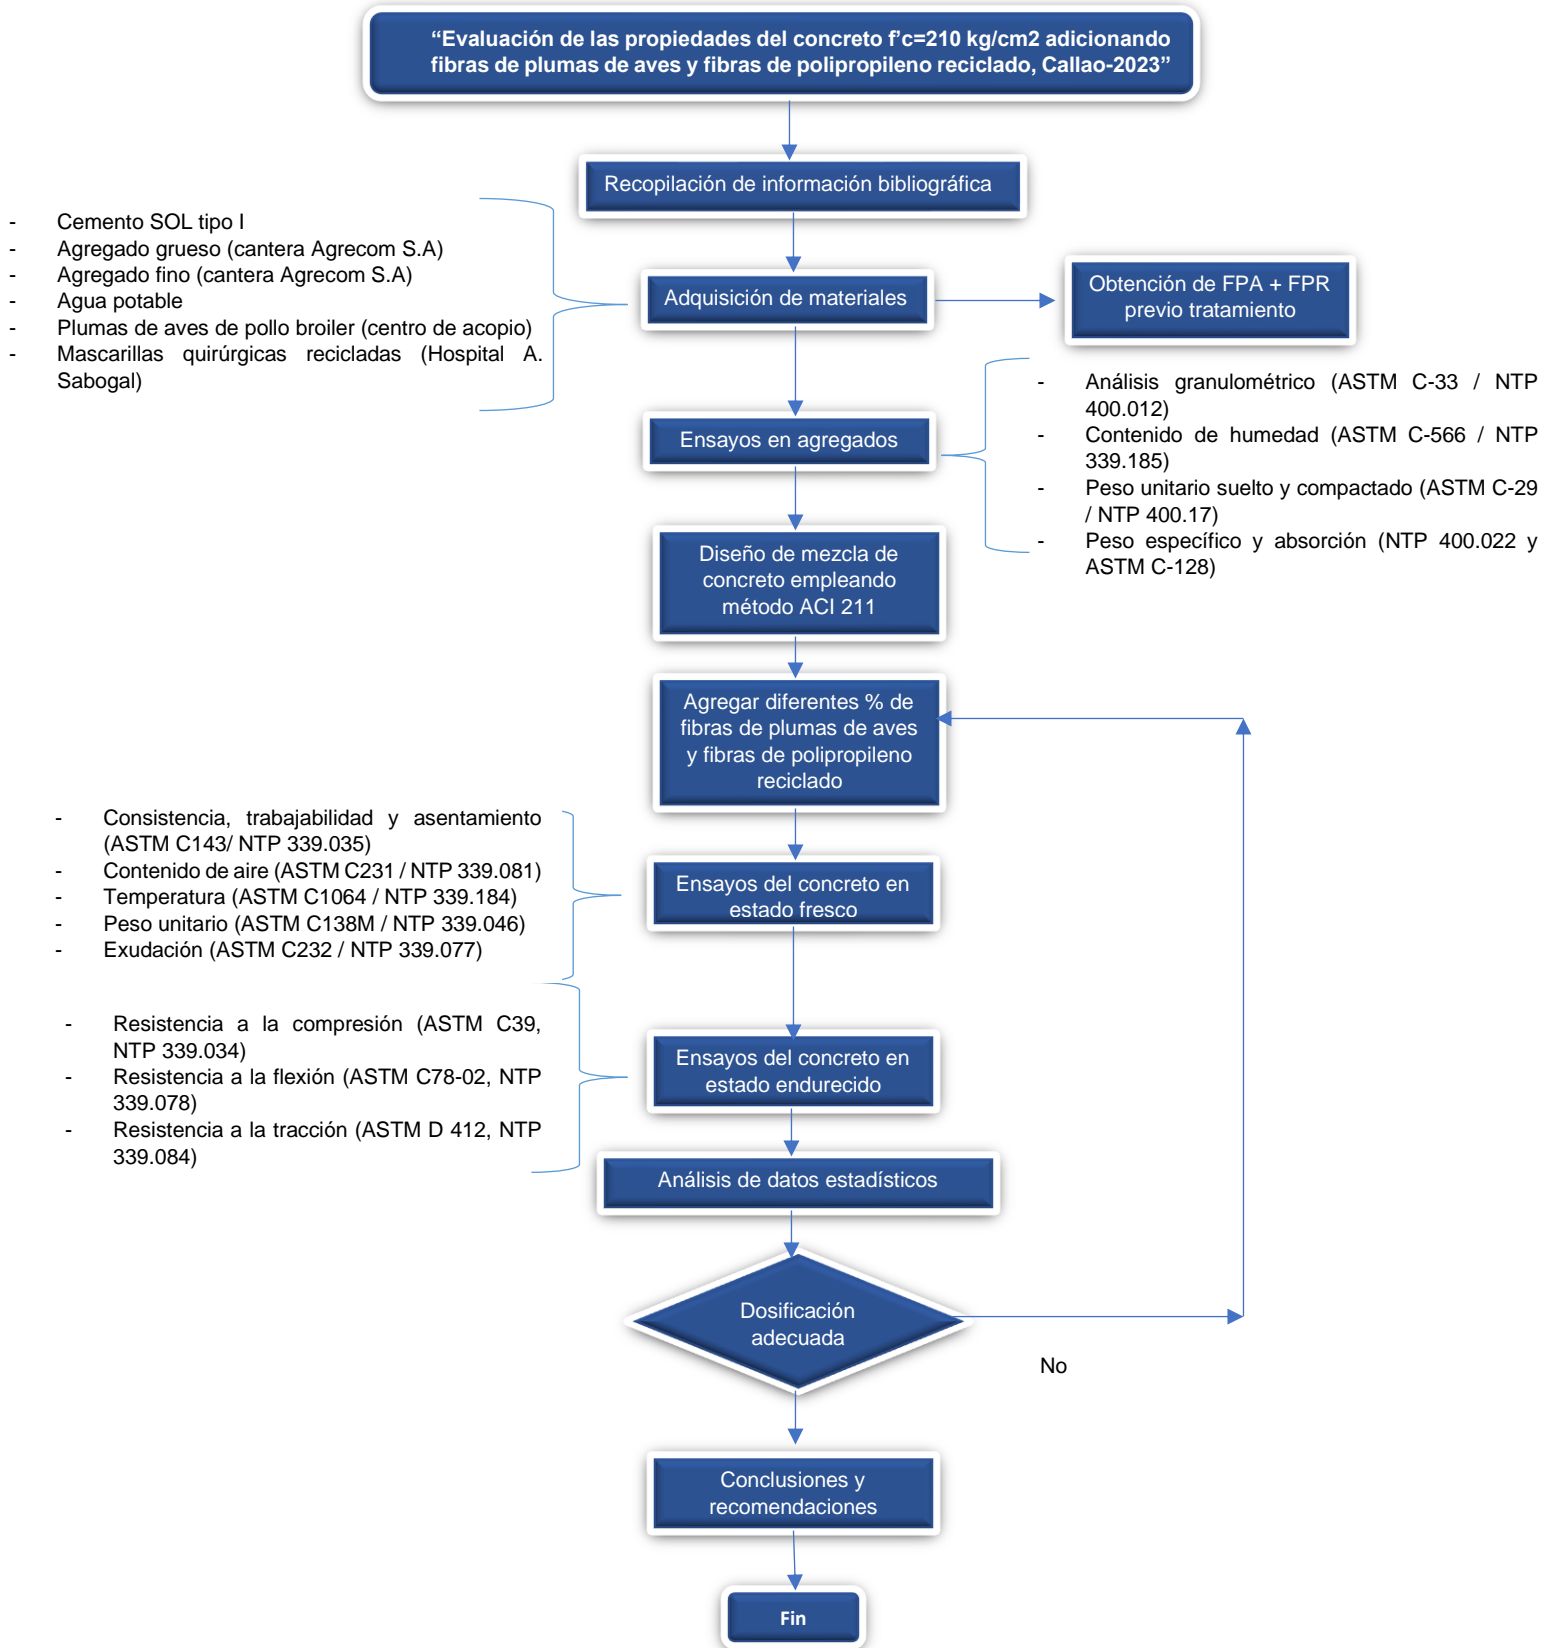 “Evaluación de las propiedades del concreto f’c=210 kg/cm2 adicionando
fibras de plumas de aves y fibras de polipropileno reciclado, Callao-2023”
Recopilación de información bibliográfica
- Cemento SOL tipo I
- Agregado grueso (cantera Agrecom S.A)
- Agregado fino (cantera Agrecom S.A)
- Agua potable
- Plumas de aves de pollo broiler (centro de acopio)
- Mascarillas quirúrgicas recicladas (Hospital A.
Sabogal)
Adquisición de materiales
Obtención de FPA + FPR
previo tratamiento
Ensayos en agregados
- Análisis granulométrico (ASTM C-33 / NTP
400.012)
- Contenido de humedad (ASTM C-566 / NTP
339.185)
- Peso unitario suelto y compactado (ASTM C-29
/ NTP 400.17)
- Peso específico y absorción (NTP 400.022 y
ASTM C-128)
Diseño de mezcla de
concreto empleando
método ACI 211
Agregar diferentes % de
fibras de plumas de aves
y fibras de polipropileno
reciclado
- Consistencia, trabajabilidad y asentamiento
(ASTM C143/ NTP 339.035)
- Contenido de aire (ASTM C231 / NTP 339.081)
- Temperatura (ASTM C1064 / NTP 339.184)
- Peso unitario (ASTM C138M / NTP 339.046)
- Exudación (ASTM C232 / NTP 339.077)
Ensayos del concreto en
estado fresco
- Resistencia a la compresión (ASTM C39,
NTP 339.034)
- Resistencia a la flexión (ASTM C78-02, NTP
339.078)
- Resistencia a la tracción (ASTM D 412, NTP
339.084)
Ensayos del concreto en
estado endurecido
Análisis de datos estadísticos
Dosificación
adecuada
No
Conclusiones y
recomendaciones
Fin